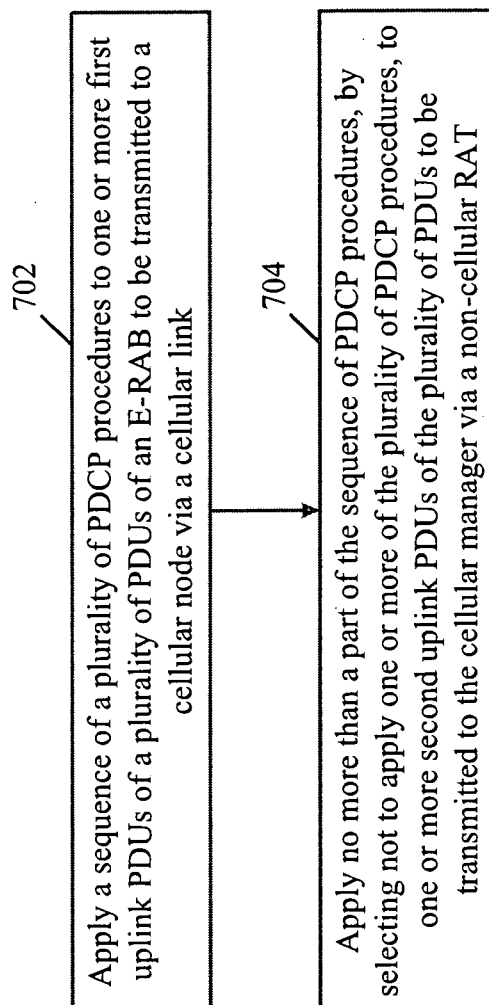 702
Apply a sequence of a plurality of PDCP procedures to one or more first
uplink PDUs of a plurality of PDUs of an E-RAB to be transmitted to a
cellular node via a cellular link
704
Apply no more than a part of the sequence of PDCP procedures, by
selecting not to apply one or more of the plurality of PDCP procedures, to
one or more second uplink PDUs of the plurality of PDUs to be
transmitted to the cellular manager via a non-cellular RAT